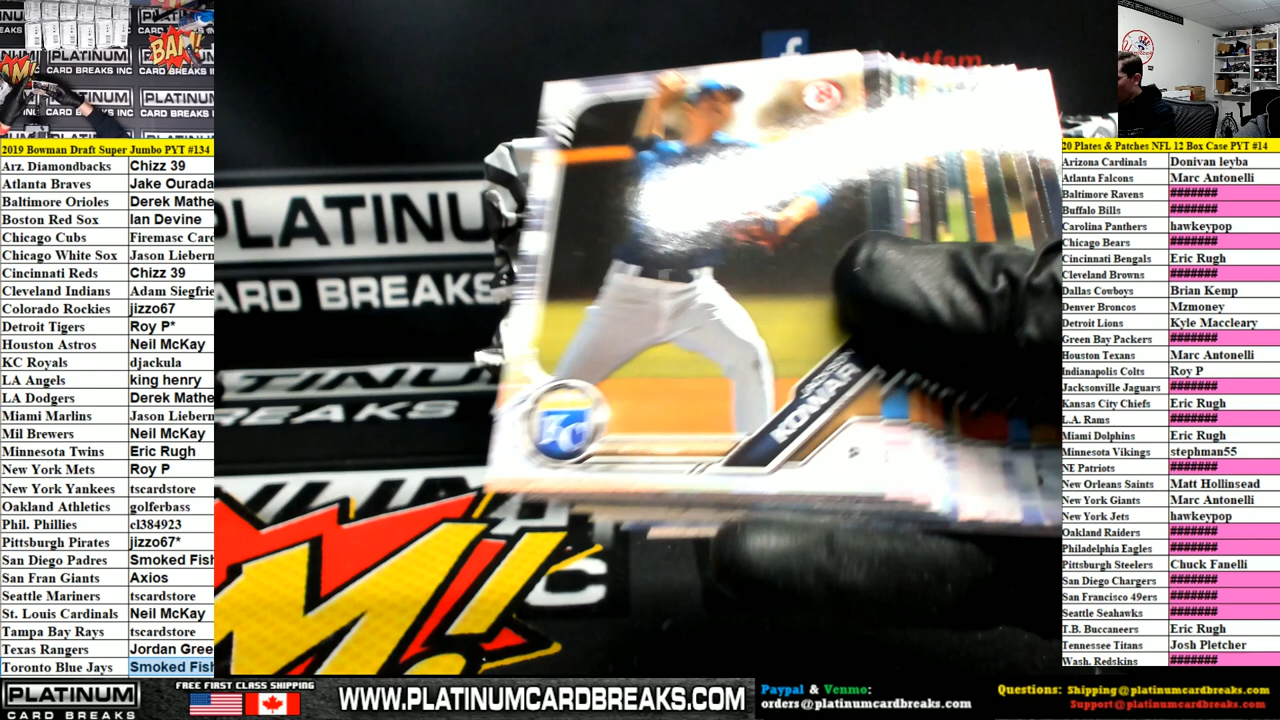 PLATINUM
CARD BREAKS INC
BAM!
2019 Bowman Draft Super Jumbo PYT #134
Arz. Diamondbacks Chizz 39
Atlanta Braves Jake Ourada
Baltimore Orioles Derek Mathe
Boston Red Sox Ian Devine
Chicago Cubs Firemasc Card
Chicago White Sox Jason Lieberm
Cincinnati Reds Chizz 39
Cleveland Indians Adam Siegfrie
Colorado Rockies jizzo67
Detroit Tigers Roy P*
Houston Astros Neil McKay
KC Royals djackula
LA Angels king henry
LA Dodgers Derek Mathe
Miami Marlins Jason Lieberm
Mil Brewers Neil McKay
Minnesota Twins Eric Rugh
New York Mets Roy P
New York Yankees tscardstore
Oakland Athletics golferbass
Phil. Phillies cl384923
Pittsburgh Pirates jizzo67*
San Diego Padres Smoked Fish
San Fran Giants Axios
Seattle Mariners tscardstore
St. Louis Cardinals Neil McKay
Tampa Bay Rays tscardstore
Texas Rangers Jordan Gree
Toronto Blue Jays Smoked Fish
PLATINU
ARD BREAKS
KC
KOWAR
20 Plates & Patches NFL 12 Box Case PYT #14
Arizona Cardinals Donivan leyba
Atlanta Falcons Marc Antonelli
Baltimore Ravens #######
Buffalo Bills #######
Carolina Panthers hawkeypop
Chicago Bears #######
Cincinnati Bengals Eric Rugh
Cleveland Browns #######
Dallas Cowboys Brian Kemp
Denver Broncos Mzmoney
Detroit Lions Kyle Maccleary
Green Bay Packers #######
Houston Texans Marc Antonelli
Indianapolis Colts Roy P
Jacksonville Jaguars #######
Kansas City Chiefs Eric Rugh
L.A. Rams #######
Miami Dolphins Eric Rugh
Minnesota Vikings stephman55
NE Patriots #######
New Orleans Saints Matt Hollinsead
New York Giants Marc Antonelli
New York Jets hawkeypop
Oakland Raiders #######
Philadelphia Eagles #######
Pittsburgh Steelers Chuck Fanelli
San Diego Chargers #######
San Francisco 49ers #######
Seattle Seahawks #######
T.B. Buccaneers Eric Rugh
Tennessee Titans Josh Pletcher
Wash. Redskins #######
PLATINUM
CARD BREAKS
FREE FIRST CLASS SHIPPING
WWW.PLATINUMCARDBREAKS.COM
Paypal & Venmo:
orders@platinumcardbreaks.com
Questions: Shipping@platinumcardbreaks.com
Support@platinumcardbreaks.com